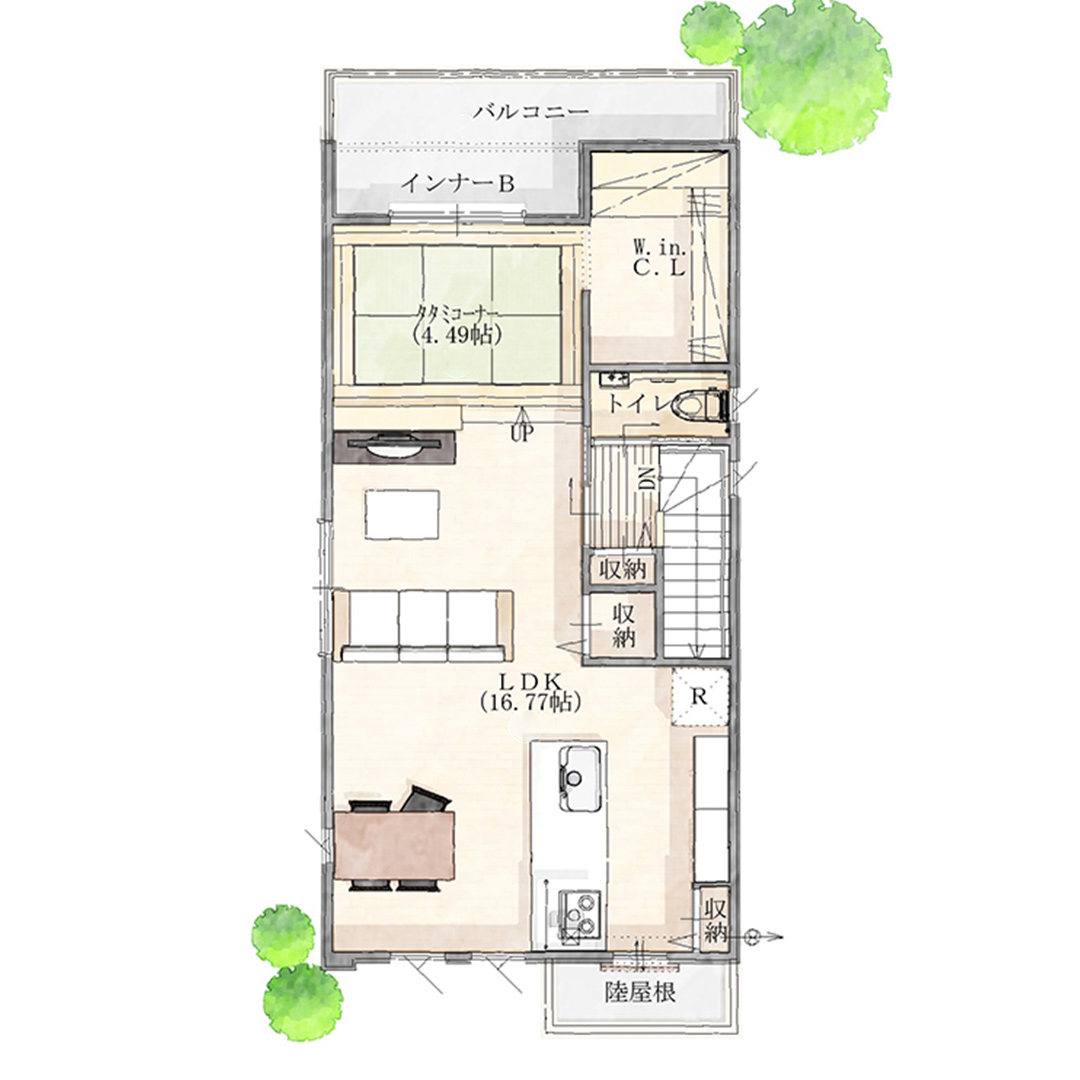 バルコニー
インナーB
W.in.
C.L
タタミコーナー
(4.49帖)
トイレ
UP
DN
収納
収
納
LDK
(16.77帖)
R
収
納
陸屋根